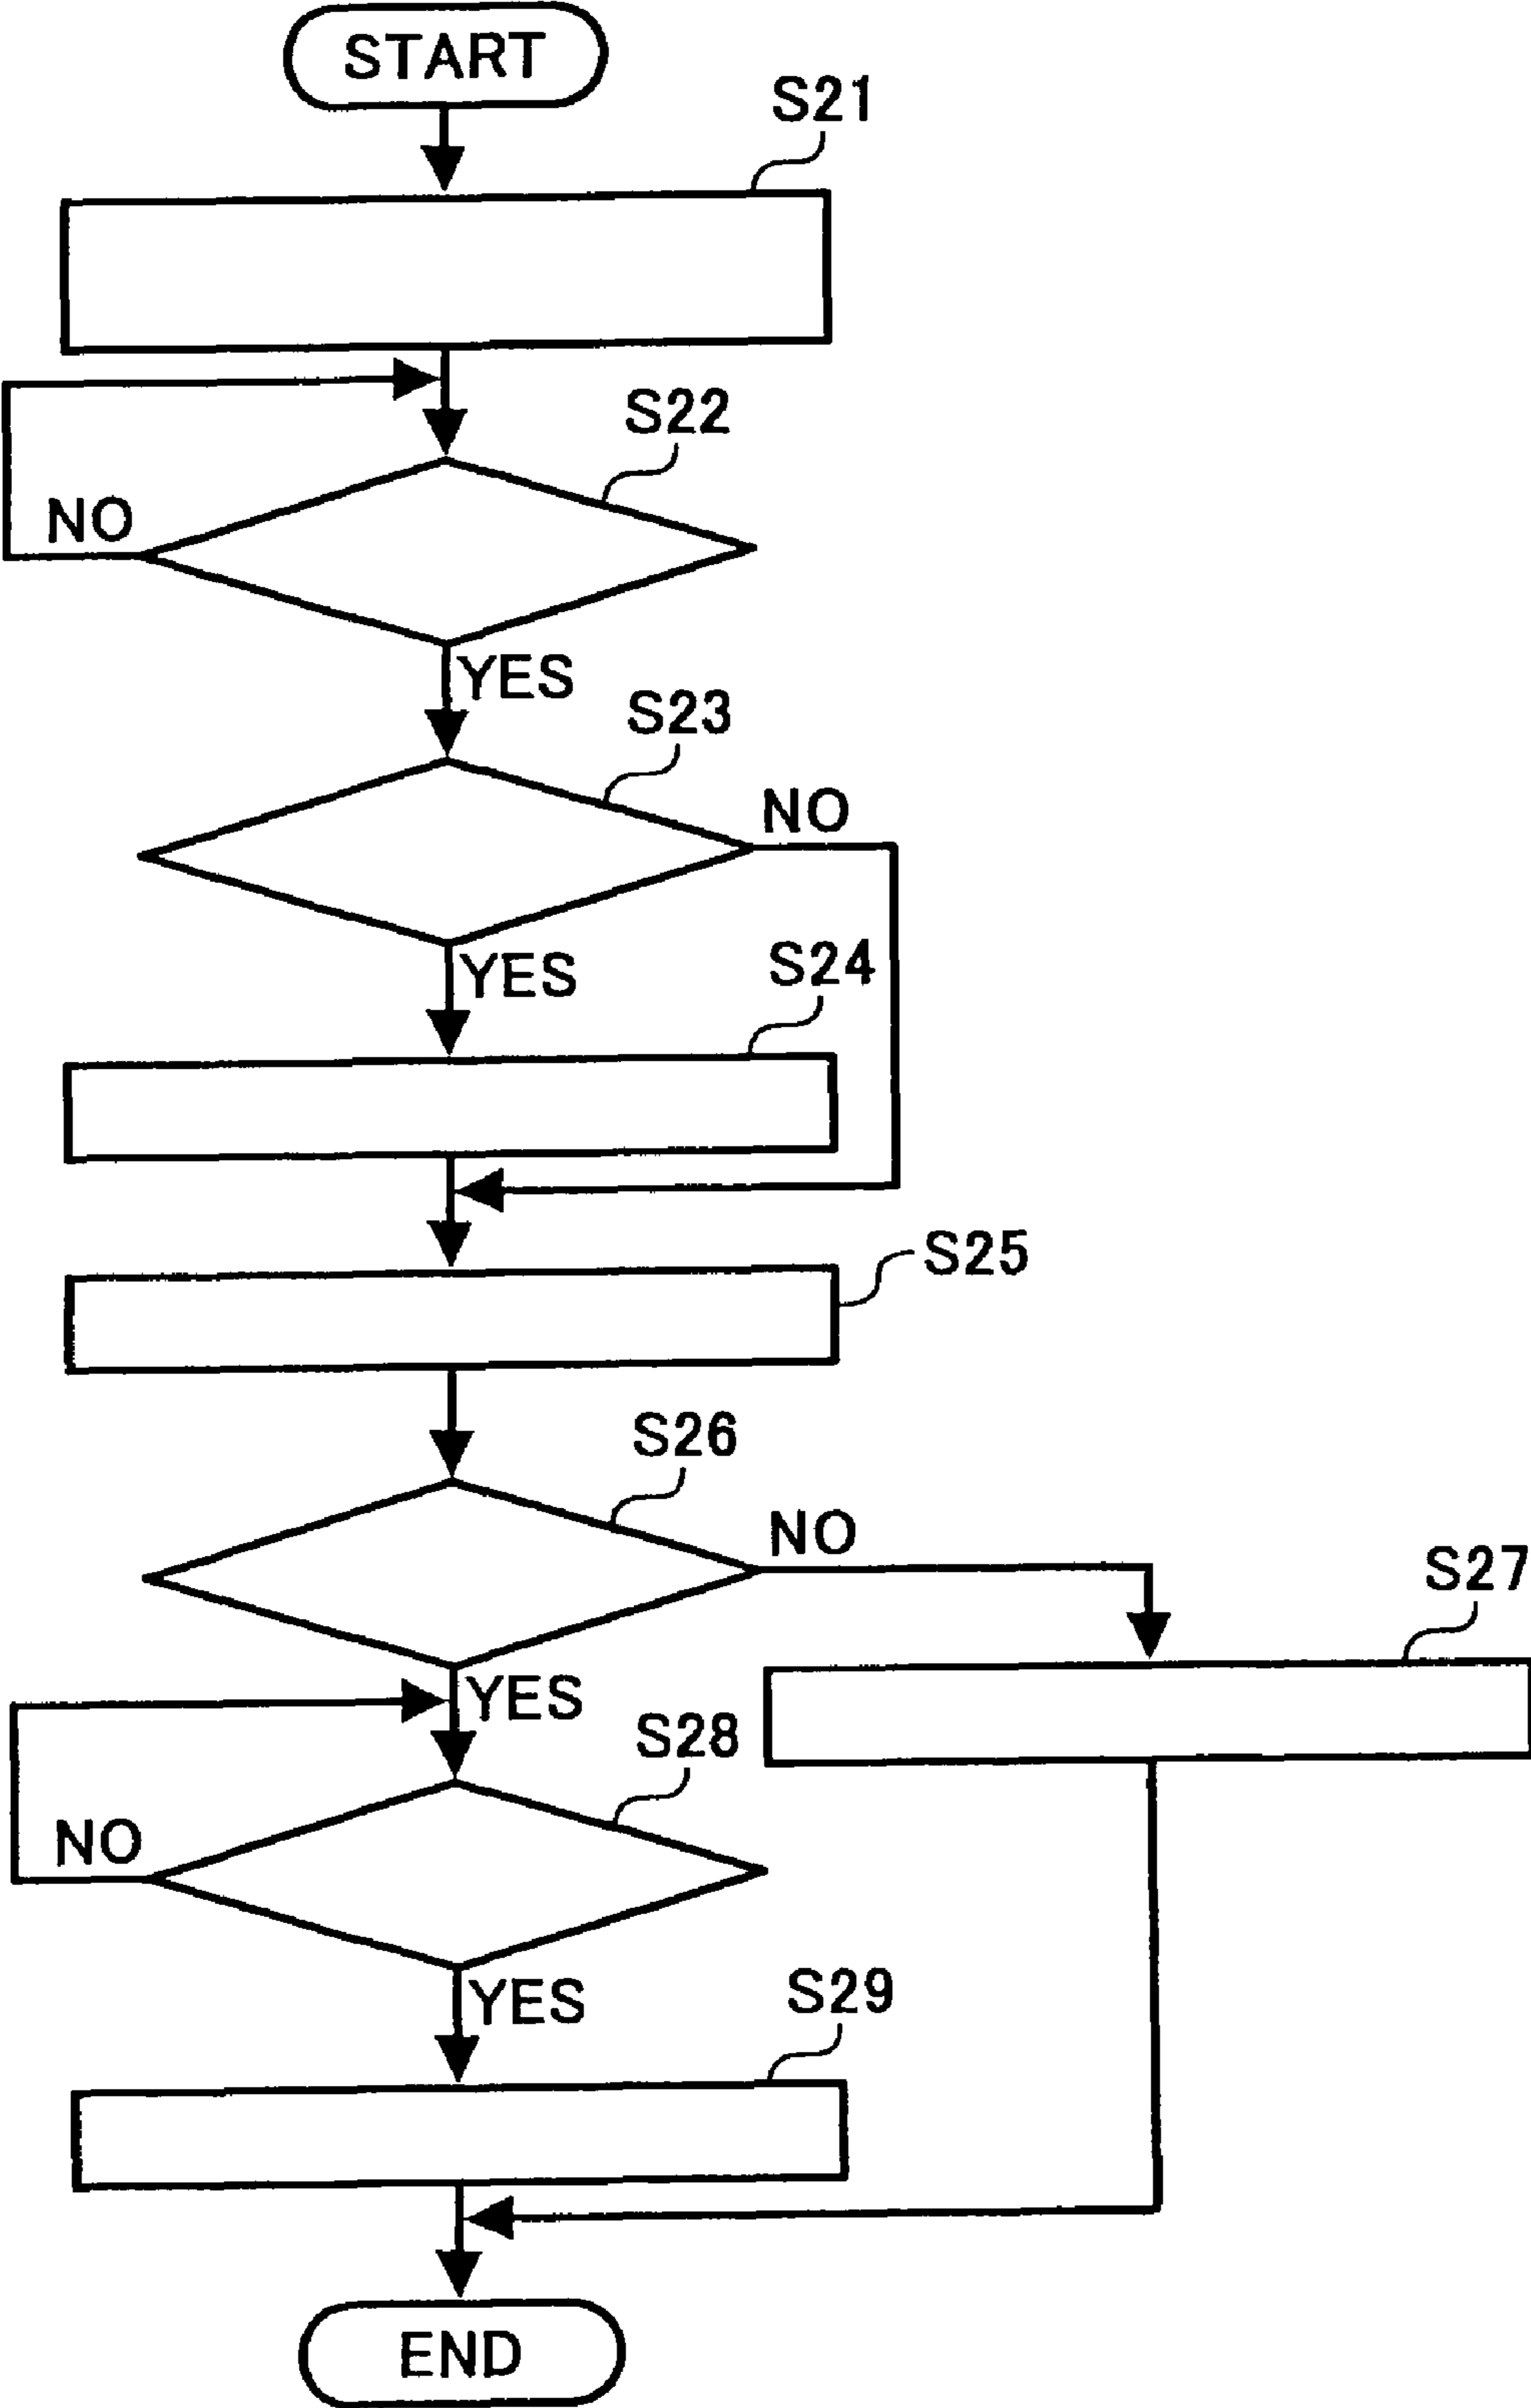 START
S21
S22
NO
YES
S23
NO
YES
S24
S25
S26
NO
S27
YES
S28
NO
YES
S29
END